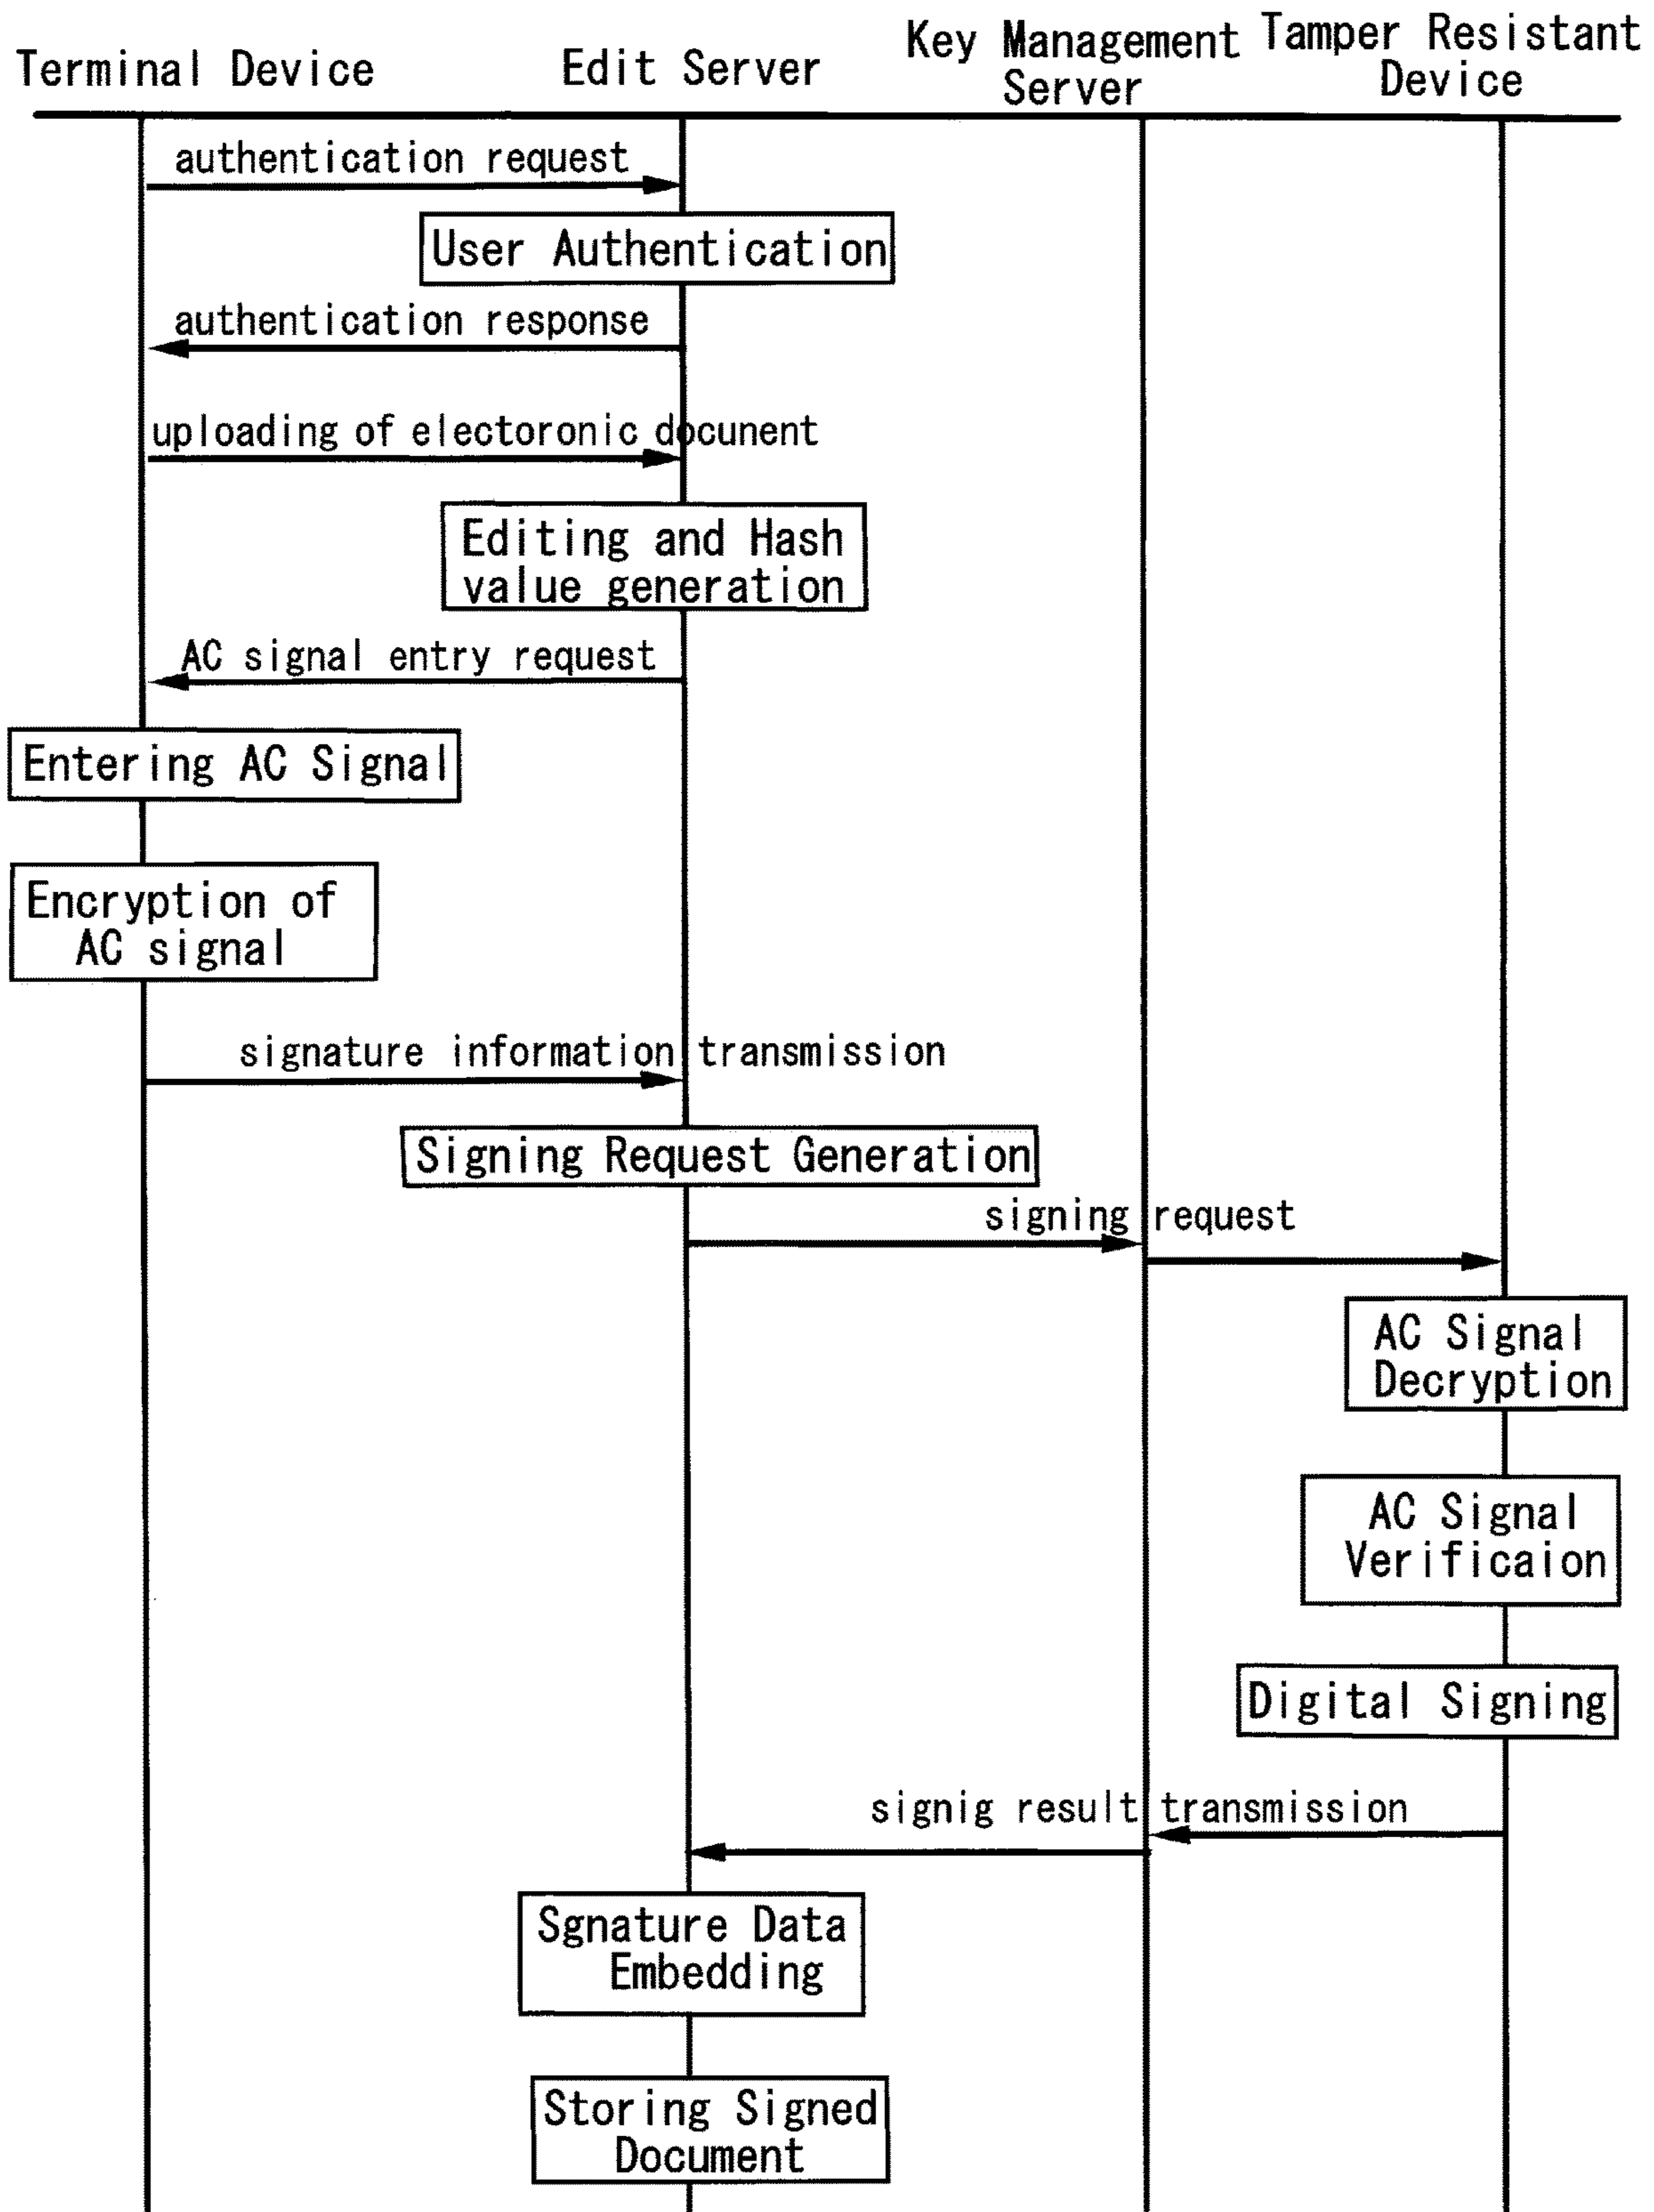 Terminal Device
Edit Server
Key Management
Server
Tamper Resistant
Device
authentication request
User Authentication
authentication response
uploading of electoronic docunent
Editing and Hash
value generation
AC signal entry request
Entering AC Signal
Encryption of
AC signal
signature information transmission
Signing Request Generation
signing request
AC Signal
Decryption
AC Signal
Verificaion
Digital Signing
signig result transmission
Sgnature Data
Embedding
Storing Signed
Document